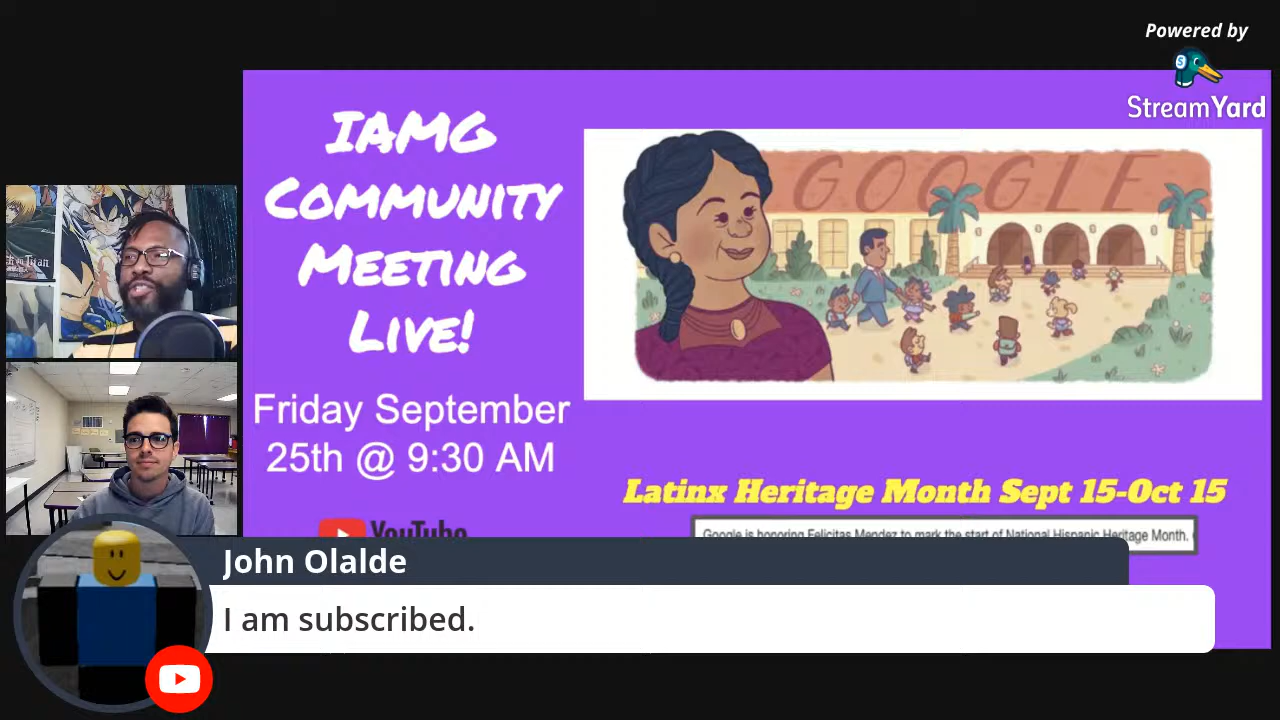 Powered by
StreamYard
IAMG
Community
Meeting
Live!
Friday September
25th @ 9:30 AM
YouTube
GOOGLE
Latinx Heritage Month Sept 15-Oct 15
Google is honoring Felicitas Mendez to mark the start of National Hispanic Heritage Month.
John Olalde
I am subscribed.